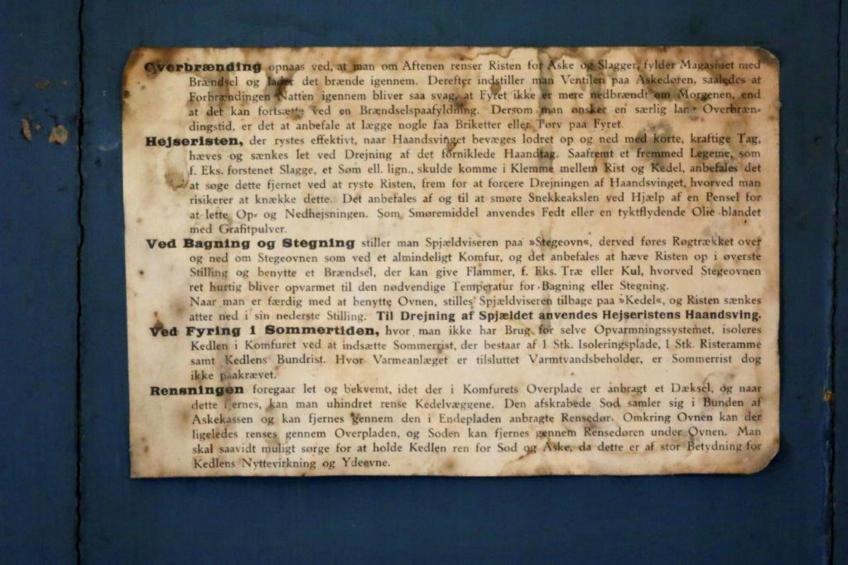 Overbrænding opnaas ved, at man om Aftenen renser Risten for Aske og Slagger, fylder Magasinet med
Brændsel og lader det brænde igennem. Derefter indstiller man Ventilen paa Askedøren, saaledes at
Forbrændingen Natten igennem bliver saa svag, at Fyret ikke er mere nedbrændt om Morgenen, end
at det kan fortsætte ved en Brændselspaafyldning. Dersom man ønsker en særlig lang Overbræn-
dingstid, er det at anbefale at lægge nogle faa Briketter eller Tørv paa Fyret.
Hejseristen, der rystes effektivt, naar Haandsvinget bevæges lodret op og ned med korte, kraftige Tag,
hæves og sænkes let ved Drejning af det forniklede Haandtag. Saafremt et fremmed Legeme, som
f. Eks. forstenet Slagge, et Søm ell. lign., skulde komme i Klemme mellem Rist og Kedel, anbefales det
at søge dette fjernet ved at ryste Risten, frem for at forcere Drejningen af Haandsvinget, hvorved man
risikerer at knække dette. Det anbefales af og til at smøre Snekkeakslen ved Hjælp af en Pensel for
at lette Op- og Nedhejsningen. Som Smøremiddel anvendes Fedt eller en tyktflydende Olie blandet
med Grafitpulver.
Ved Bagning og Stegning stiller man Spjældviseren paa »Stegeovn«, derved føres Røgtrækket over
og ned om Stegeovnen som ved et almindeligt Komfur, og det anbefales at hæve Risten op i øverste
Stilling og benytte et Brændsel, der kan give Flammer, f. Eks. Træ eller Kul, hvorved Stegeovnen
ret hurtig bliver opvarmet til den nødvendige Temperatur for Bagning eller Stegning.
Naar man er færdig med at benytte Ovnen, stilles Spjældviseren tilbage paa »Kedel«, og Risten sænkes
atter ned i sin nederste Stilling. Til Drejning af Spjældet anvendes Hejseristens Haandsving.
Ved Fyring i Sommertiden, hvor man ikke har Brug for selve Opvarmningssystemet, isoleres
Kedlen i Komfuret ved at indsætte Sommerrist, der bestaar af 1 Stk. Isoleringsplade, 1 Stk. Risteramme
samt Kedlens Bundrist. Hvor Varmeanlæget er tilsluttet Varmtvandsbeholder, er Sommerrist dog
ikke paakrævet.
Rensningen foregaar let og bekvemt, idet der i Komfurets Overplade er anbragt et Dæksel, og naar
dette fjernes, kan man uhindret rense Kedelvæggene. Den afskrabede Sod samler sig i Bunden af
Askekassen og kan fjernes gennem den i Endepladen anbragte Rensedør. Omkring Ovnen kan der
ligeledes renses gennem Overpladen, og Soden kan fjernes gennem Rensedøren under Ovnen. Man
skal saavidt muligt sørge for at holde Kedlen ren for Sod og Aske, da dette er af stor Betydning for
Kedlens Nyttevirkning og Ydeevne.